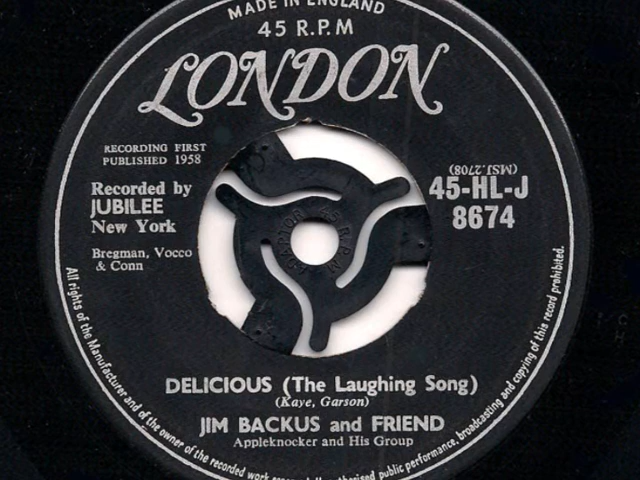 MADE IN ENGLAND
45 R.P.M
LONDON
RECORDING FIRST
PUBLISHED 1958
Recorded by
JUBILEE
New York
Bregman, Vocco
& Conn
(MSJ.2708)
45-HL-J
8674
ADAPTOR 45 R.P.M
DELICIOUS (The Laughing Song)
(Kaye, Garson)
JIM BACKUS and FRIEND
Appleknocker and His Group
All rights of the Manufacturer and of the owner of the recorded work public performance, broadcasting and copying of this record prohibited.